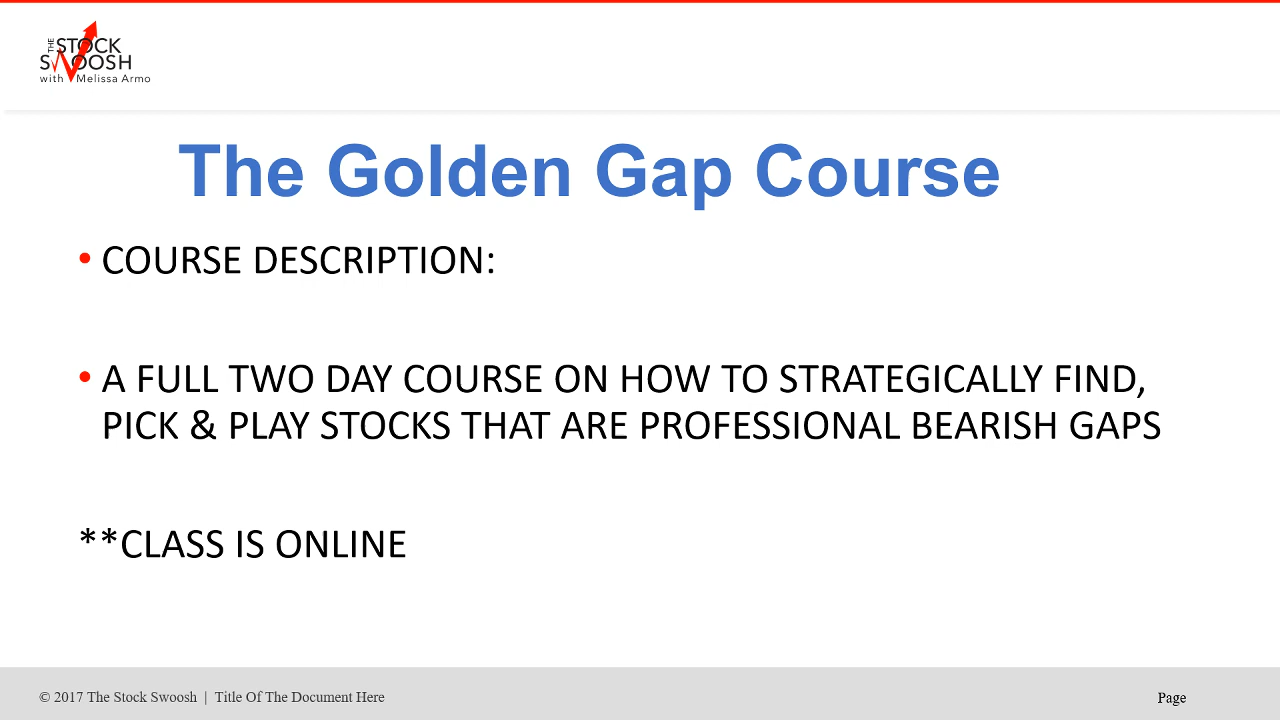 THE STOCK
SWOOSH
with Melissa Armo
The Golden Gap Course
• COURSE DESCRIPTION:
• A FULL TWO DAY COURSE ON HOW TO STRATEGICALLY FIND,
PICK & PLAY STOCKS THAT ARE PROFESSIONAL BEARISH GAPS
**CLASS IS ONLINE
© 2017 The Stock Swoosh | Title Of The Document Here
Page